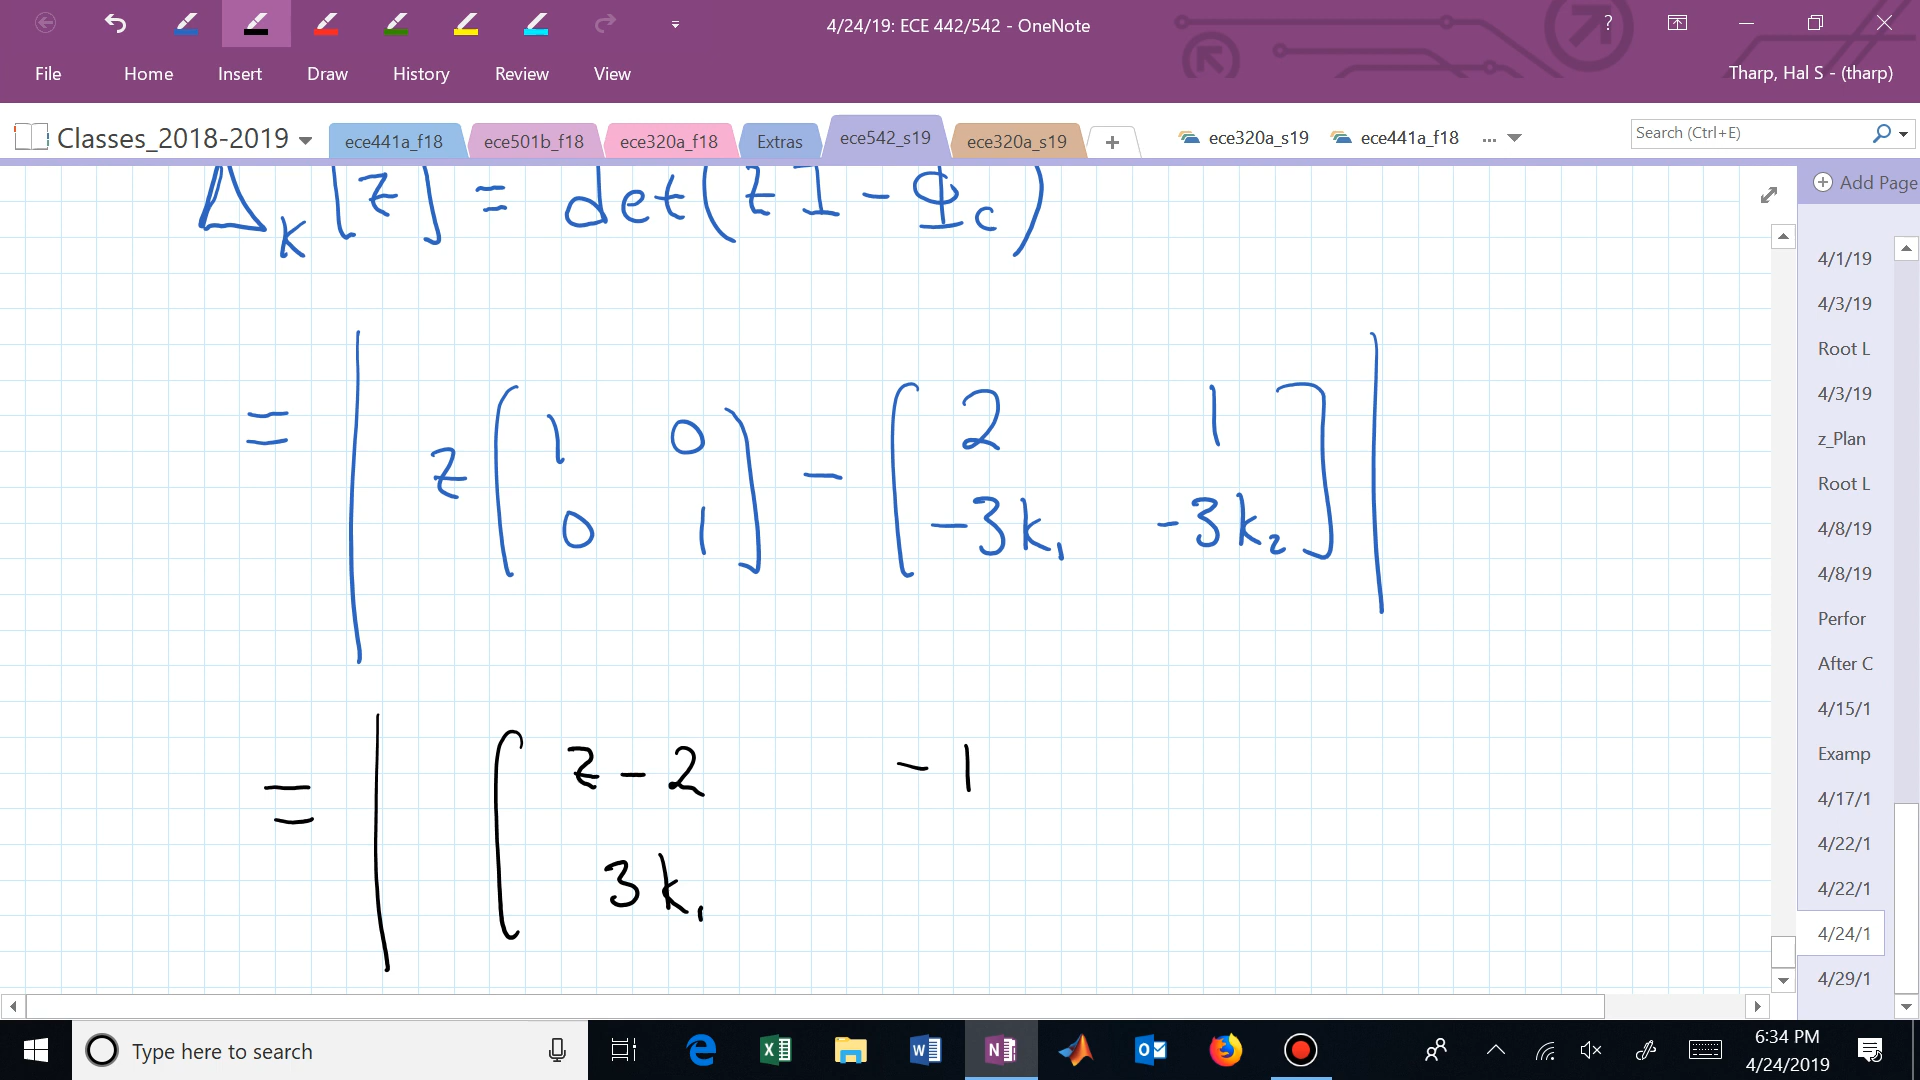 4/24/19: ECE 442/542 - OneNote
?
File Home Insert Draw History Review View
Tharp, Hal S - (tharp)
Classes_2018-2019
ece441a_f18 ece501b_f18 ece320a_f18 Extras ece542_s19 ece320a_s19 +
ece320a_s19 ece441a_f18 ...
Search (Ctrl+E)
Add Page
Δ_K [z] = det(zI - Φ_c)
= | z [1 0; 0 1] - [2 1; -3k₁ -3k₂] |
= | [z-2 -1
3k₁
4/1/19
4/3/19
Root L
4/3/19
z_Plan
Root L
4/8/19
4/8/19
Perfor
After C
4/15/1
Examp
4/17/1
4/22/1
4/22/1
4/24/1
4/29/1
Type here to search
6:34 PM
4/24/2019